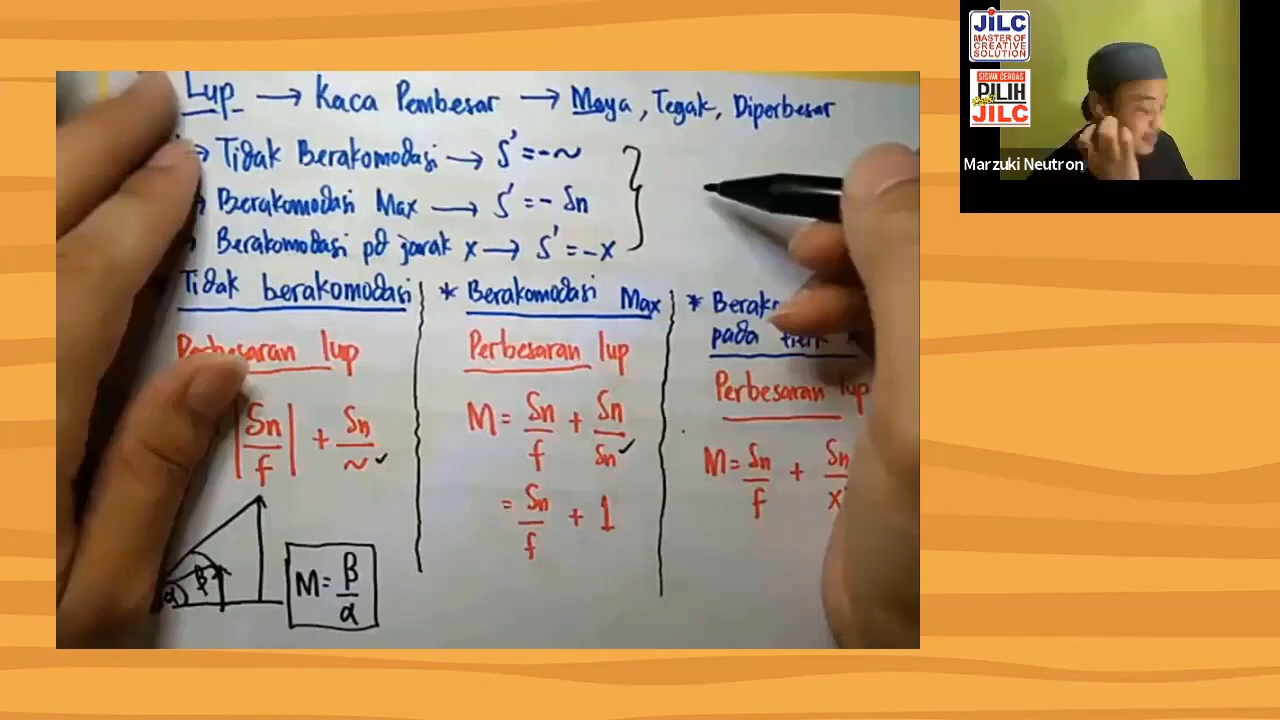 Lup → Kaca Pembesar → Maya, Tegak, Diperbesar
→ Tidak Berakomodasi → S' = -~
Berakomodasi Max → S' = - Sn
Berakomodasi pd jarak x → S' = -x
Tidak berakomodasi
Perbesaran lup
|Sn/f| + Sn/~ ✓
M = β/α
β
α
* Berakomodasi Max
Perbesaran lup
M = Sn/f + Sn/Sn ✓
= Sn/f + 1
* Berak
pada
Perbesaran lup
M = Sn/f + Sn/x
JILC
MASTER OF
CREATIVE
SOLUTION
SISWA CERDAS
PILIH
JILC
Marzuki Neutron